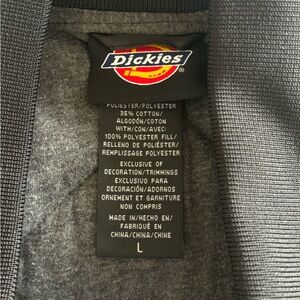 Dickies
POLIESTER/POLYESTER
35% COTTON/
ALGODÓN/COTON
WITH/CON/AVEC:
100% POLYESTER FILL/
RELLENO DE POLIÉSTER/
REMPLISSAGE POLYESTER
EXCLUSIVE OF
DECORATION/TRIMMINGS
EXCLUSIVO PARA
DECORACIÓN/ADORNOS
ORNEMENT ET GARNITURE
NON COMPRIS
MADE IN/HECHO EN/
FABRIQUÉ EN
CHINA/CHINA/CHINE
L